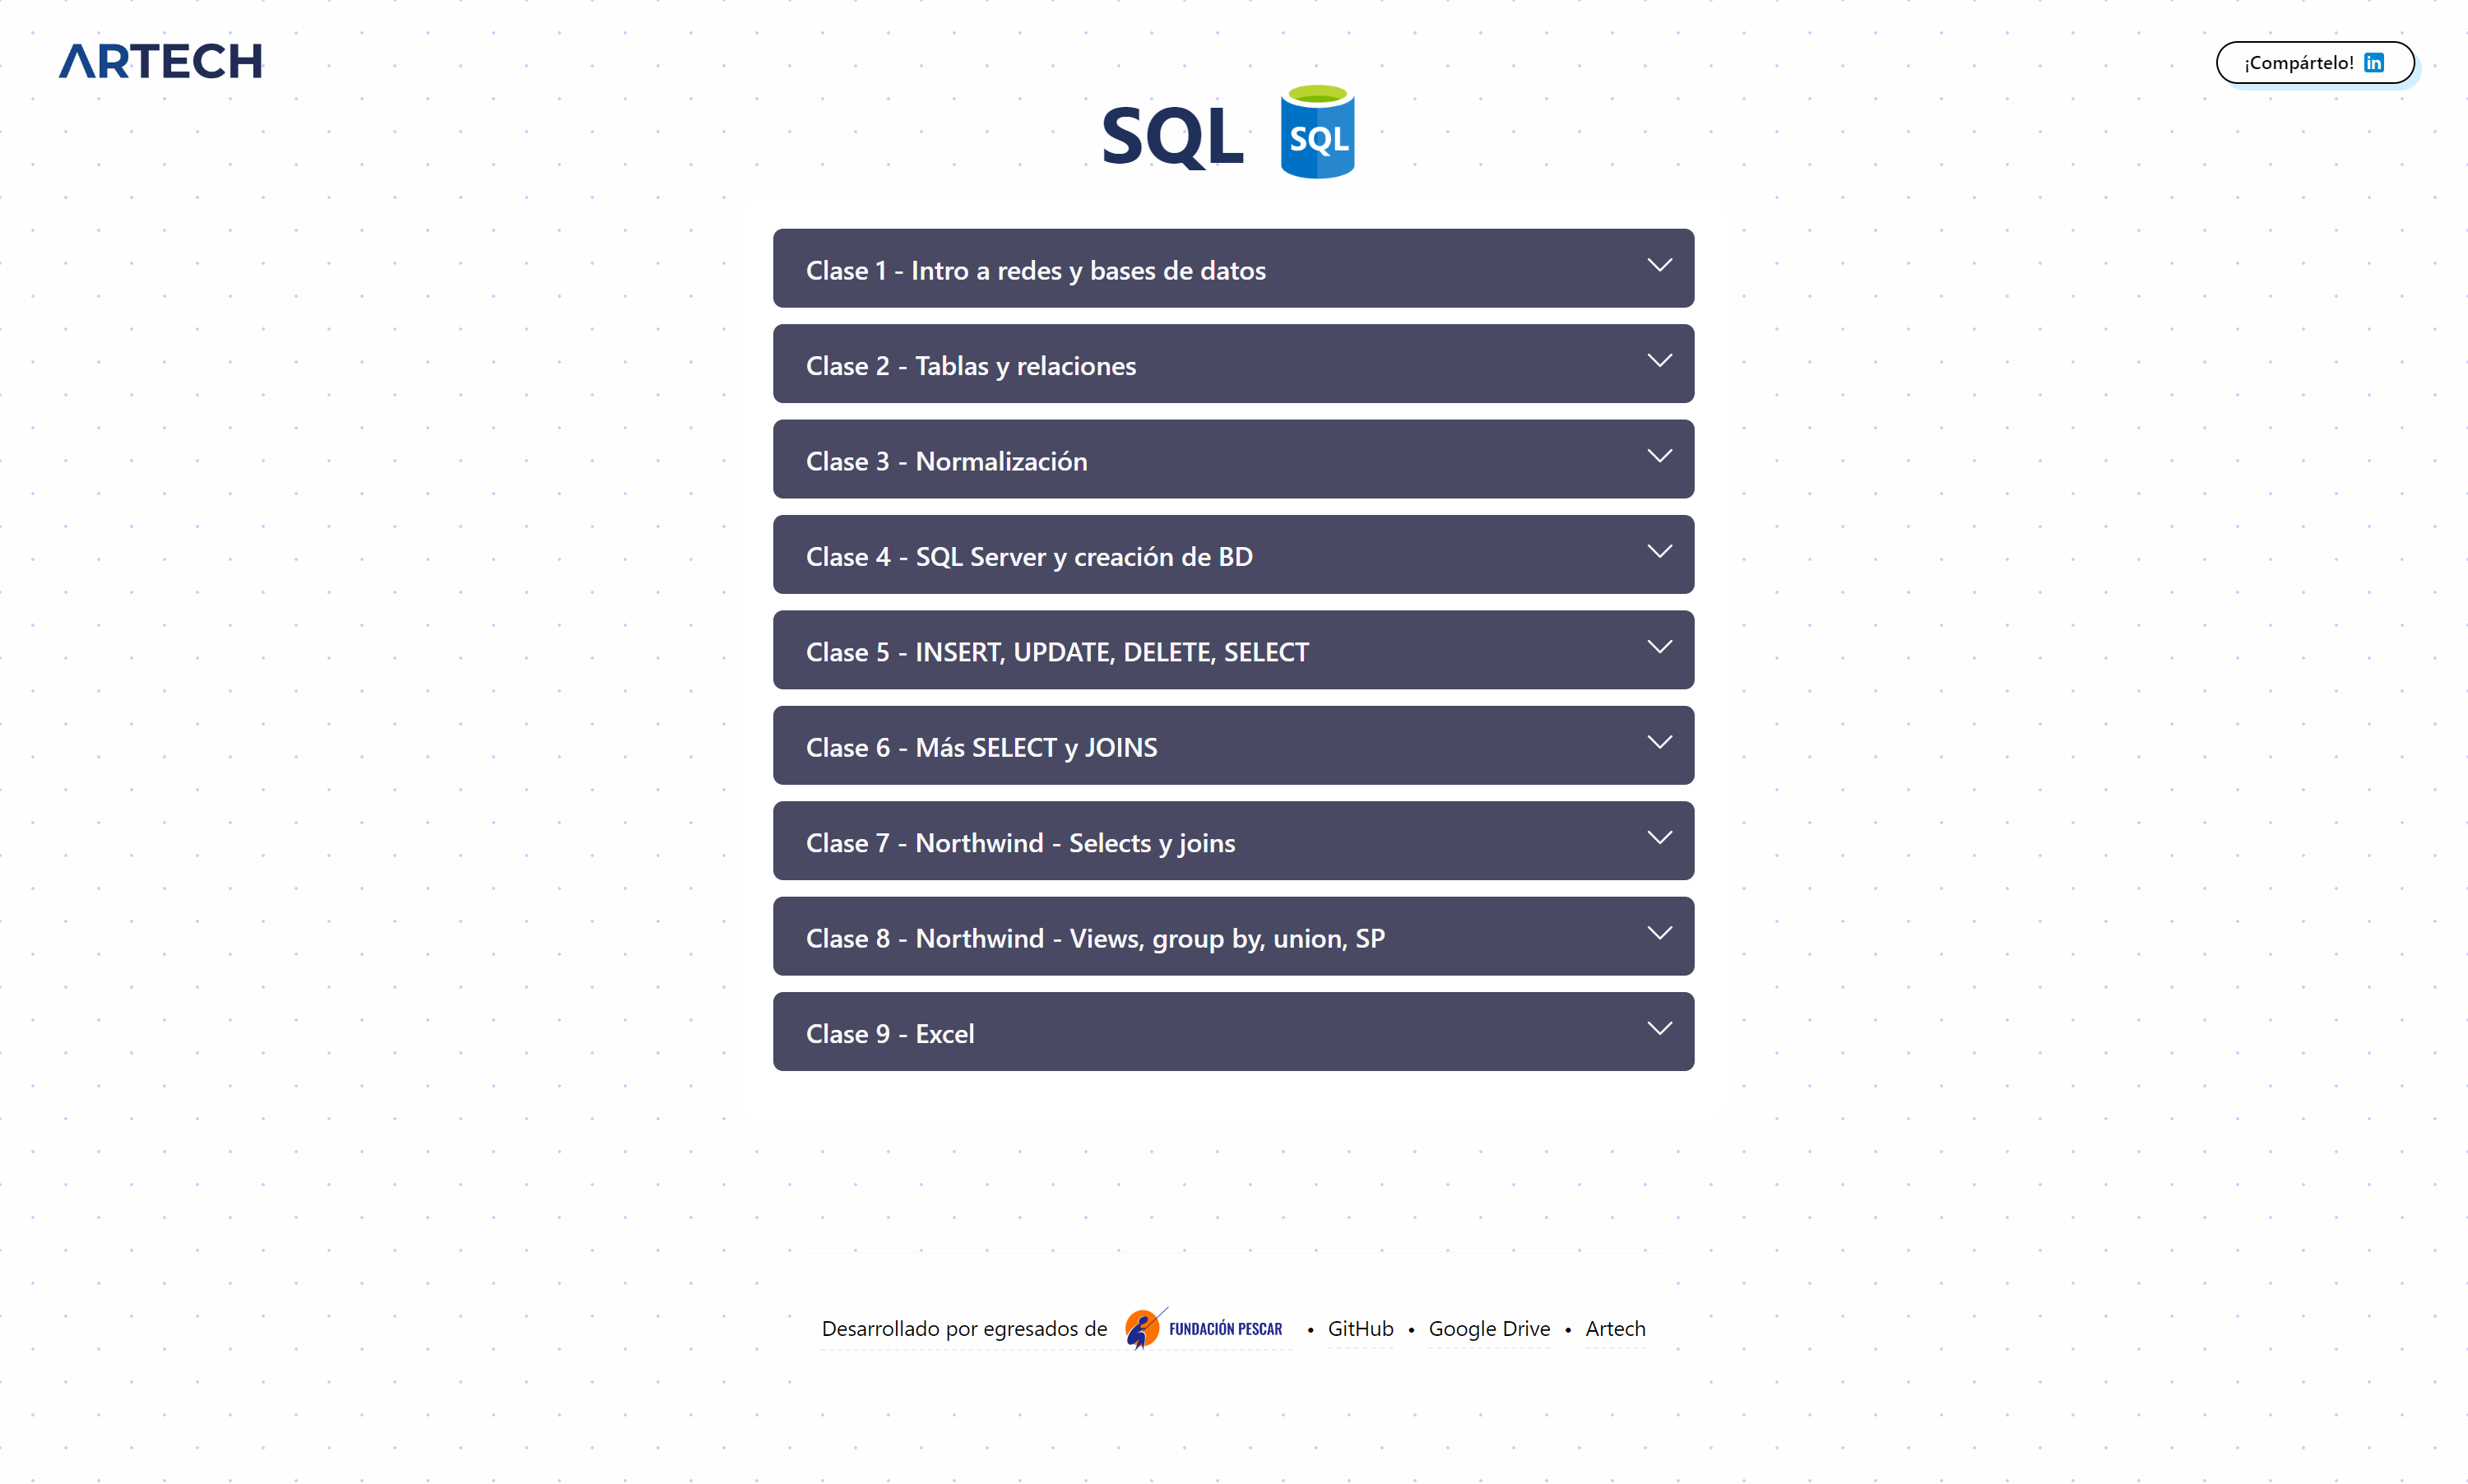 ARTECH
¡Compártelo! in
SQL SQL
Clase 1 - Intro a redes y bases de datos
Clase 2 - Tablas y relaciones
Clase 3 - Normalización
Clase 4 - SQL Server y creación de BD
Clase 5 - INSERT, UPDATE, DELETE, SELECT
Clase 6 - Más SELECT y JOINS
Clase 7 - Northwind - Selects y joins
Clase 8 - Northwind - Views, group by, union, SP
Clase 9 - Excel
Desarrollado por egresados de FUNDACIÓN PESCAR • GitHub • Google Drive • Artech